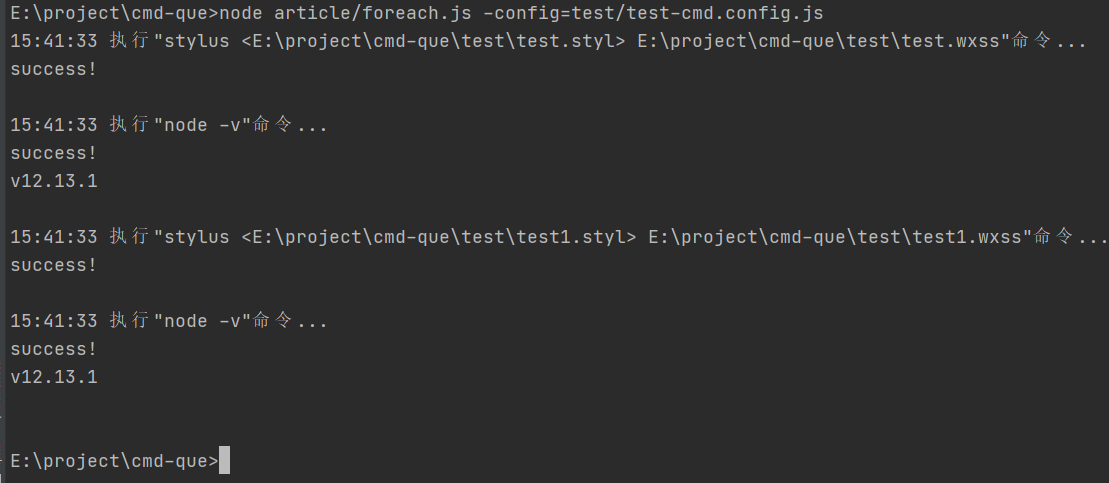 E:\project\cmd-que>node article/foreach.js -config=test/test-cmd.config.js
15:41:33 执行"stylus <E:\project\cmd-que\test\test.styl> E:\project\cmd-que\test\test.wxss"命令...
success!
15:41:33 执行"node -v"命令...
success!
v12.13.1
15:41:33 执行"stylus <E:\project\cmd-que\test\test1.styl> E:\project\cmd-que\test\test1.wxss"命令...
success!
15:41:33 执行"node -v"命令...
success!
v12.13.1
E:\project\cmd-que>